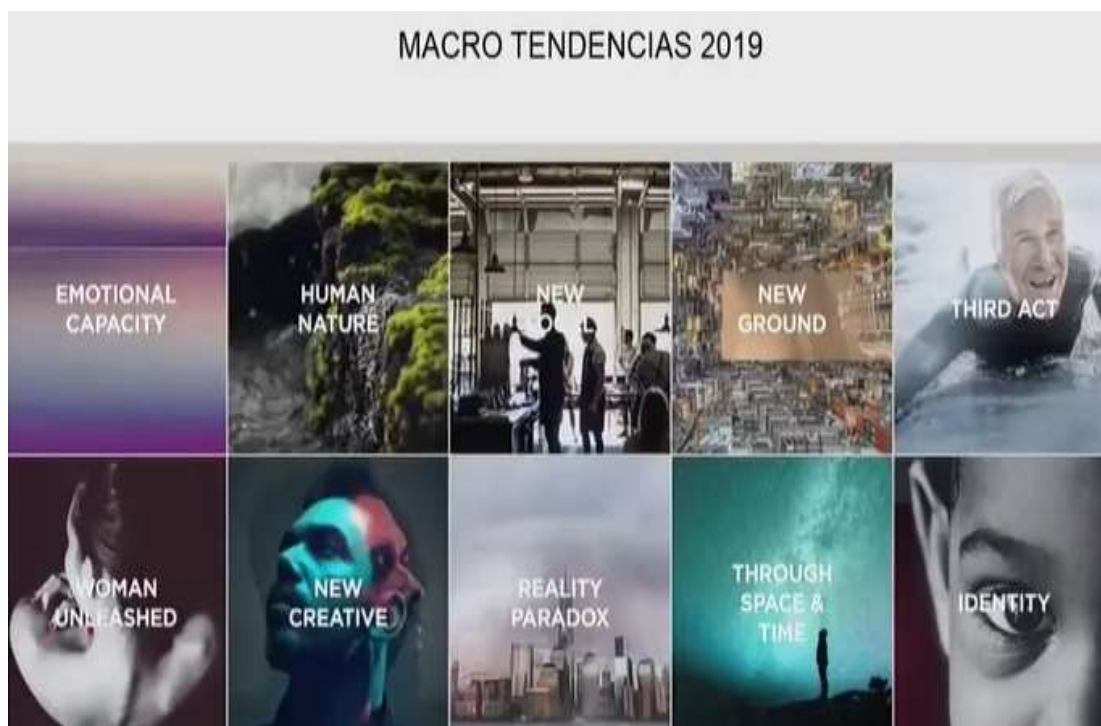 MACRO TENDENCIAS 2019
EMOTIONAL
CAPACITY
HUMAN
NATURE
NEW
NEW
GROUND
THIRD ACT
WOMAN
UNLEASHED
NEW
CREATIVE
REALITY
PARADOX
THROUGH
SPACE &
TIME
IDENTITY